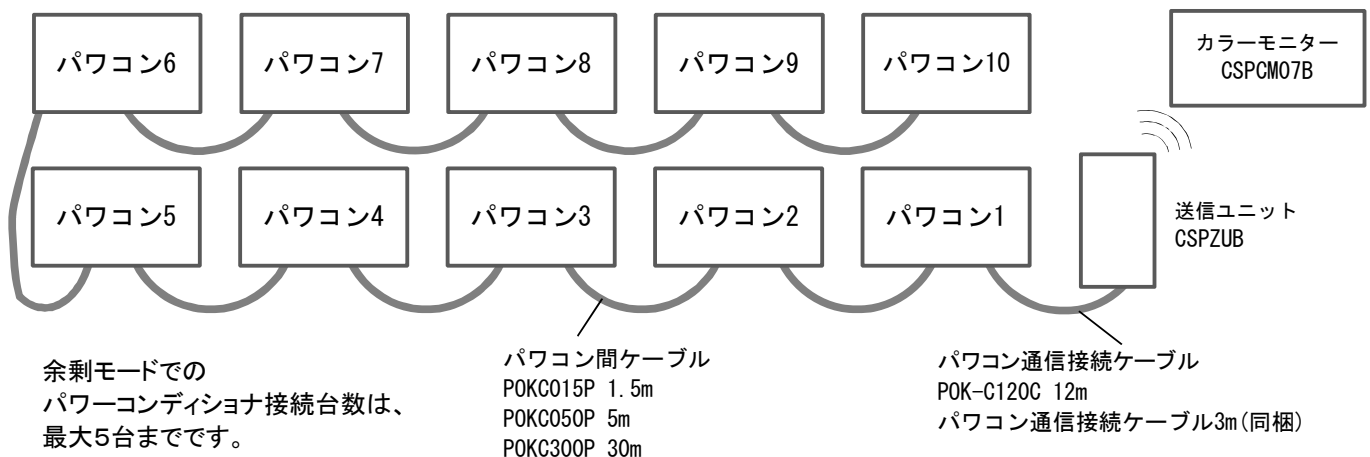 パワコン6
パワコン7
パワコン8
パワコン9
パワコン10
カラーモニター
CSPCM07B
パワコン5
パワコン4
パワコン3
パワコン2
パワコン1
送信ユニット
CSPZUB
余剰モードでの
パワーコンディショナ接続台数は、
最大５台までです。
パワコン間ケーブル
POKC015P 1.5m
POKC050P 5m
POKC300P 30m
パワコン通信接続ケーブル
POK-C120C 12m
パワコン通信接続ケーブル3m(同梱)